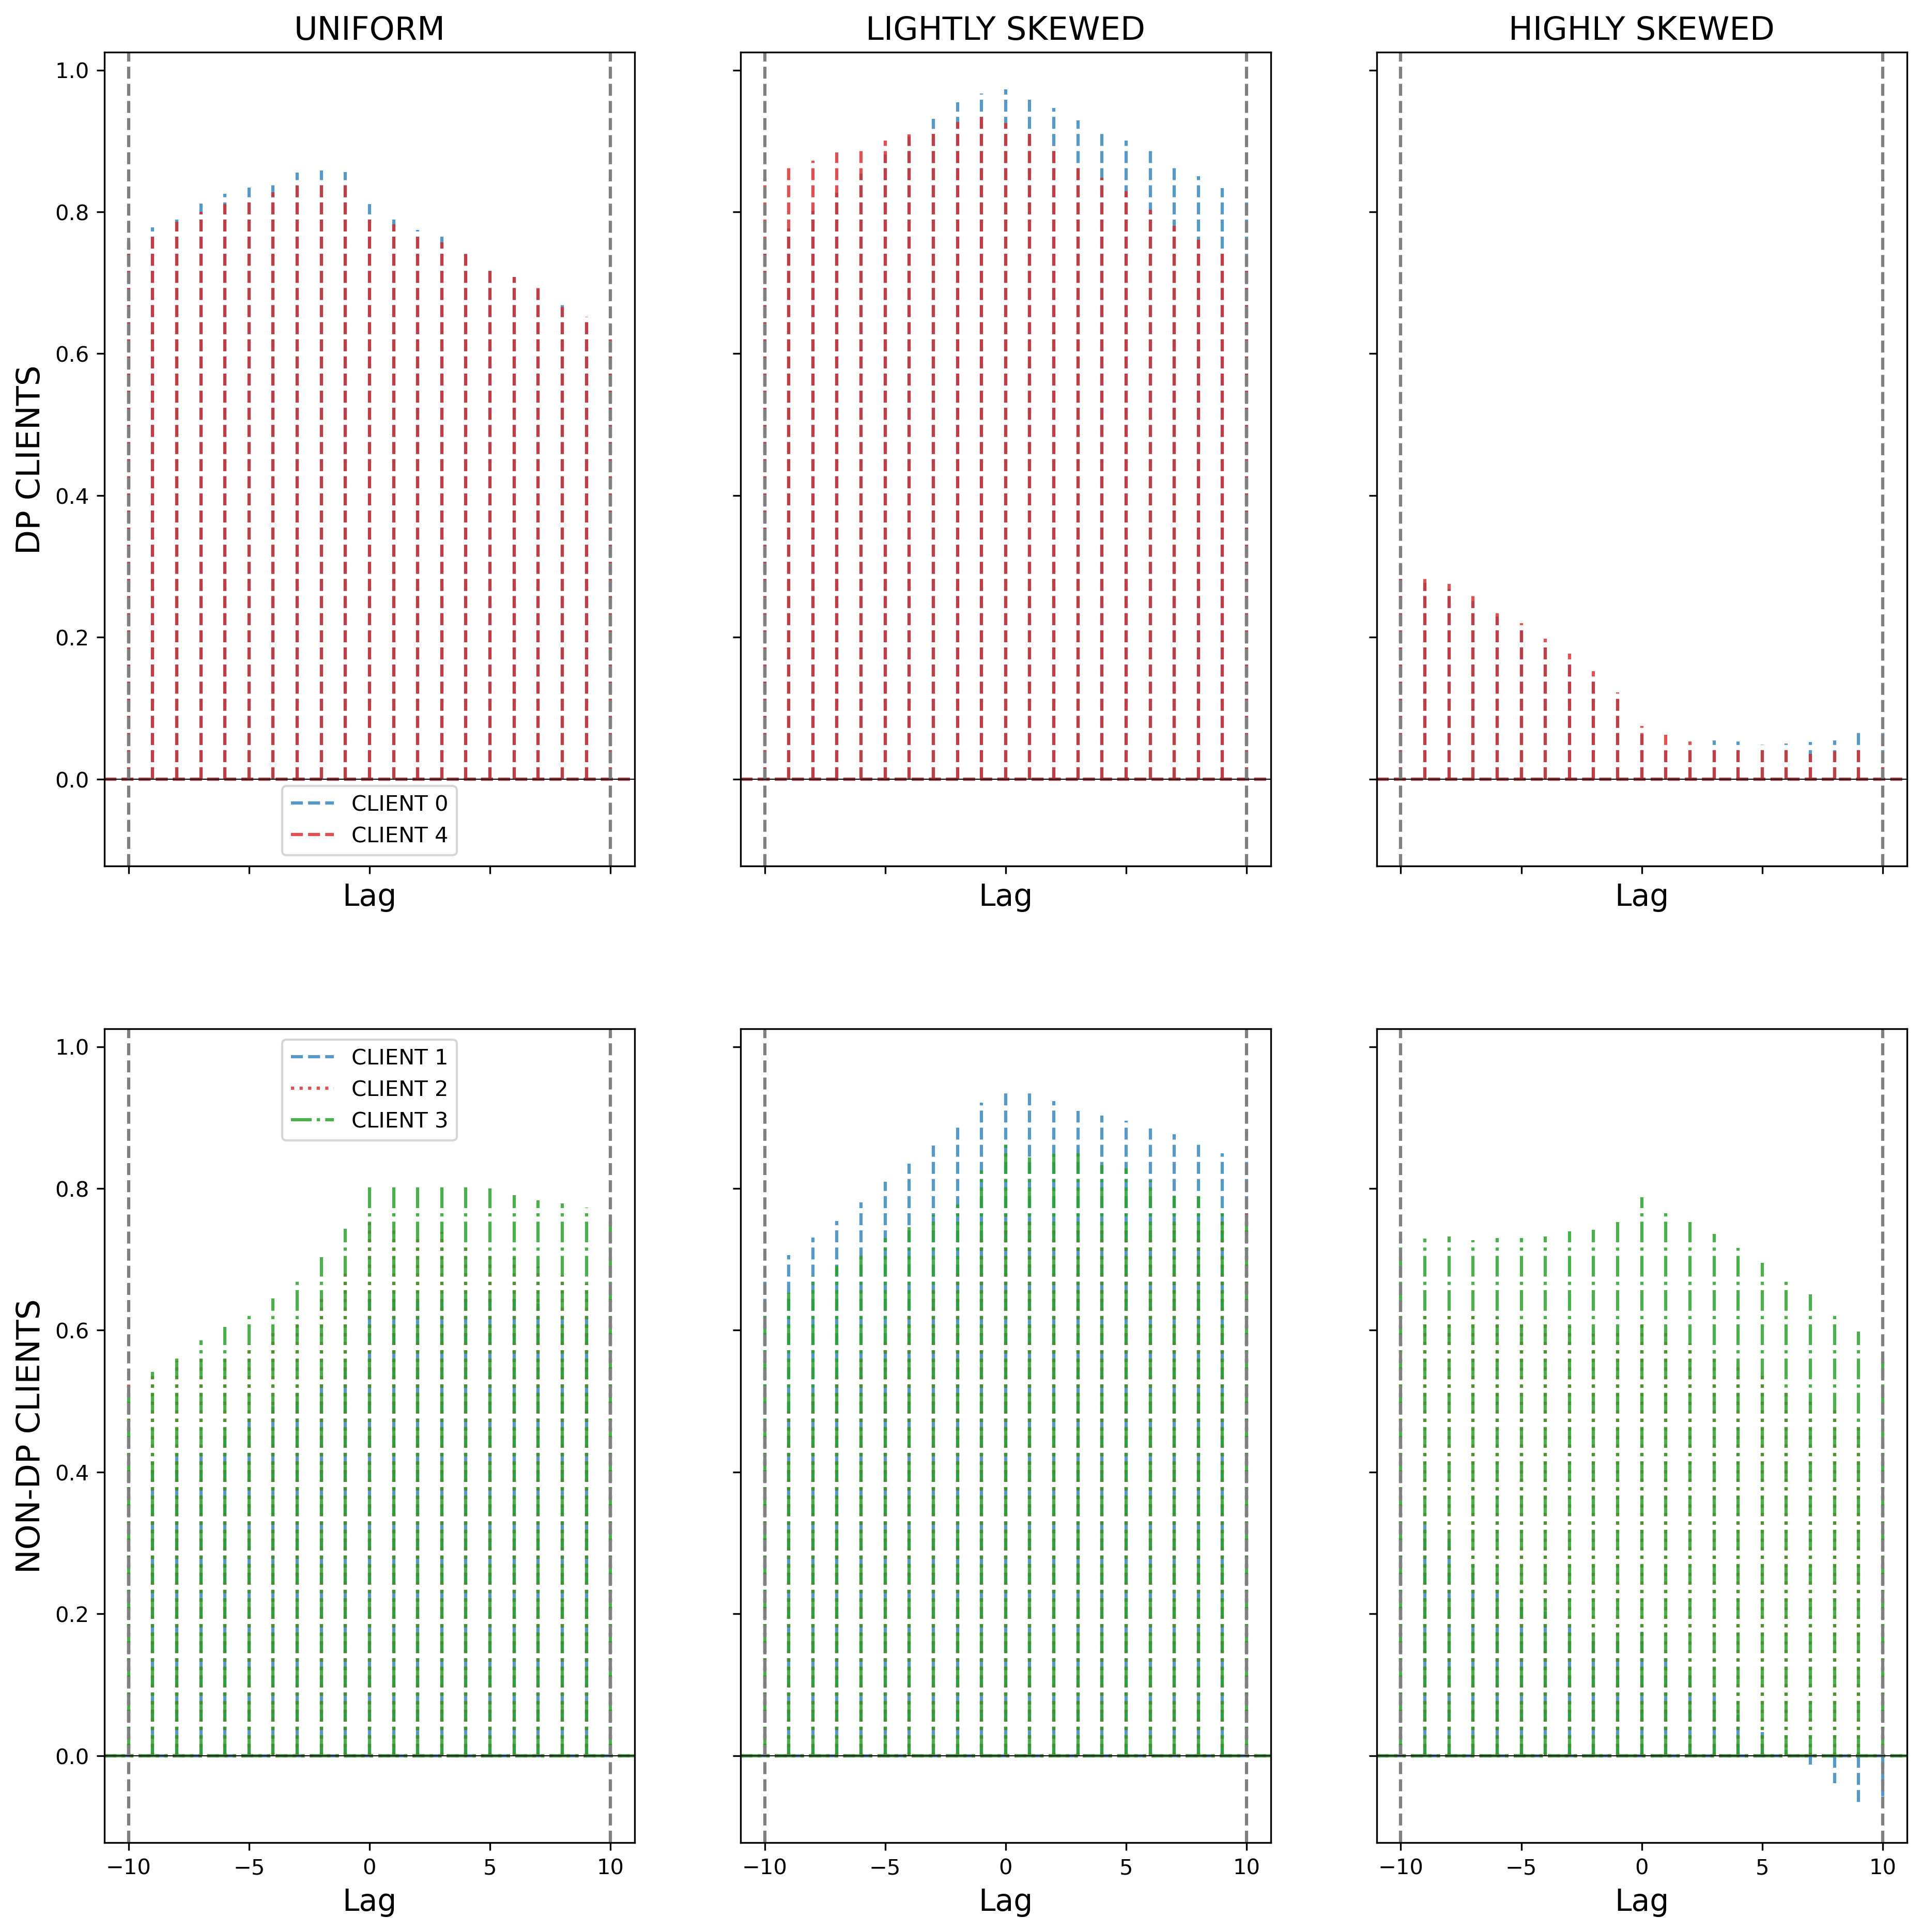 UNIFORM
LIGHTLY SKEWED
HIGHLY SKEWED
DP CLIENTS
1.0
0.8
0.6
0.4
0.2
0.0
CLIENT 0
CLIENT 4
Lag
Lag
Lag
NON-DP CLIENTS
1.0
0.8
0.6
0.4
0.2
0.0
CLIENT 1
CLIENT 2
CLIENT 3
−10 −5 0 5 10
−10 −5 0 5 10
−10 −5 0 5 10
Lag
Lag
Lag